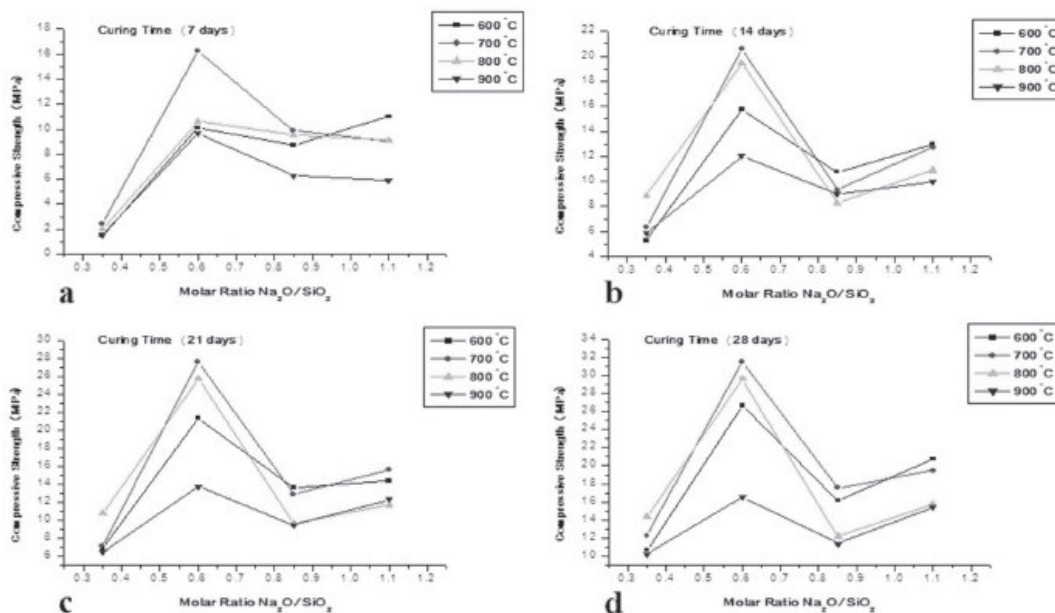 Curing Time (7 days)
600 °C
700 °C
800 °C
900 °C
Compressive Strength (MPa)
18
16
14
12
10
8
6
4
2
0
0.3 0.4 0.5 0.6 0.7 0.8 0.9 1.0 1.1 1.2
Molar Ratio Na₂O/SiO₂
a
Curing Time (14 days)
600 °C
700 °C
800 °C
900 °C
Compressive Strength (MPa)
22
20
18
16
14
12
10
8
6
4
0.3 0.4 0.5 0.6 0.7 0.8 0.9 1.0 1.1 1.2
Molar Ratio Na₂O/SiO₂
b
Curing Time (21 days)
600 °C
700 °C
800 °C
900 °C
Compressive Strength (MPa)
30
28
26
24
22
20
18
16
14
12
10
8
6
0.3 0.4 0.5 0.6 0.7 0.8 0.9 1.0 1.1 1.2
Molar Ratio Na₂O/SiO₂
c
Curing Time (28 days)
600 °C
700 °C
800 °C
900 °C
Compressive Strength (MPa)
34
32
30
28
26
24
22
20
18
16
14
12
10
0.3 0.4 0.5 0.6 0.7 0.8 0.9 1.0 1.1 1.2
Molar Ratio Na₂O/SiO₂
d